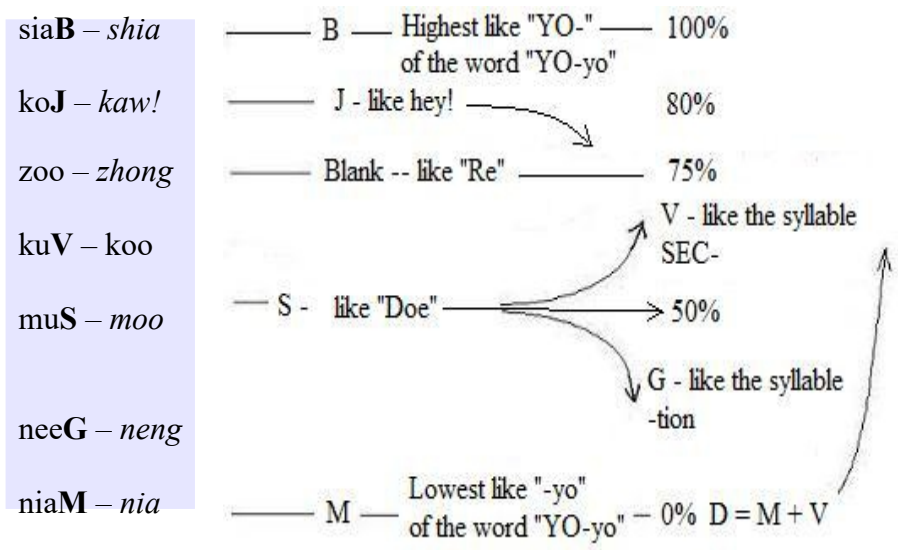 siaB – shia
B Highest like "YO-" 100%
of the word "YO-yo"
koJ – kaw!
J - like hey! 80%
zoo – zhong
Blank -- like "Re" 75%
V - like the syllable
SEC-
kuV – koo
muS – moo
S - like "Doe" 50%
G - like the syllable
-tion
neeG – neng
niaM – nia
M Lowest like "-yo" 0% D = M + V
of the word "YO-yo"